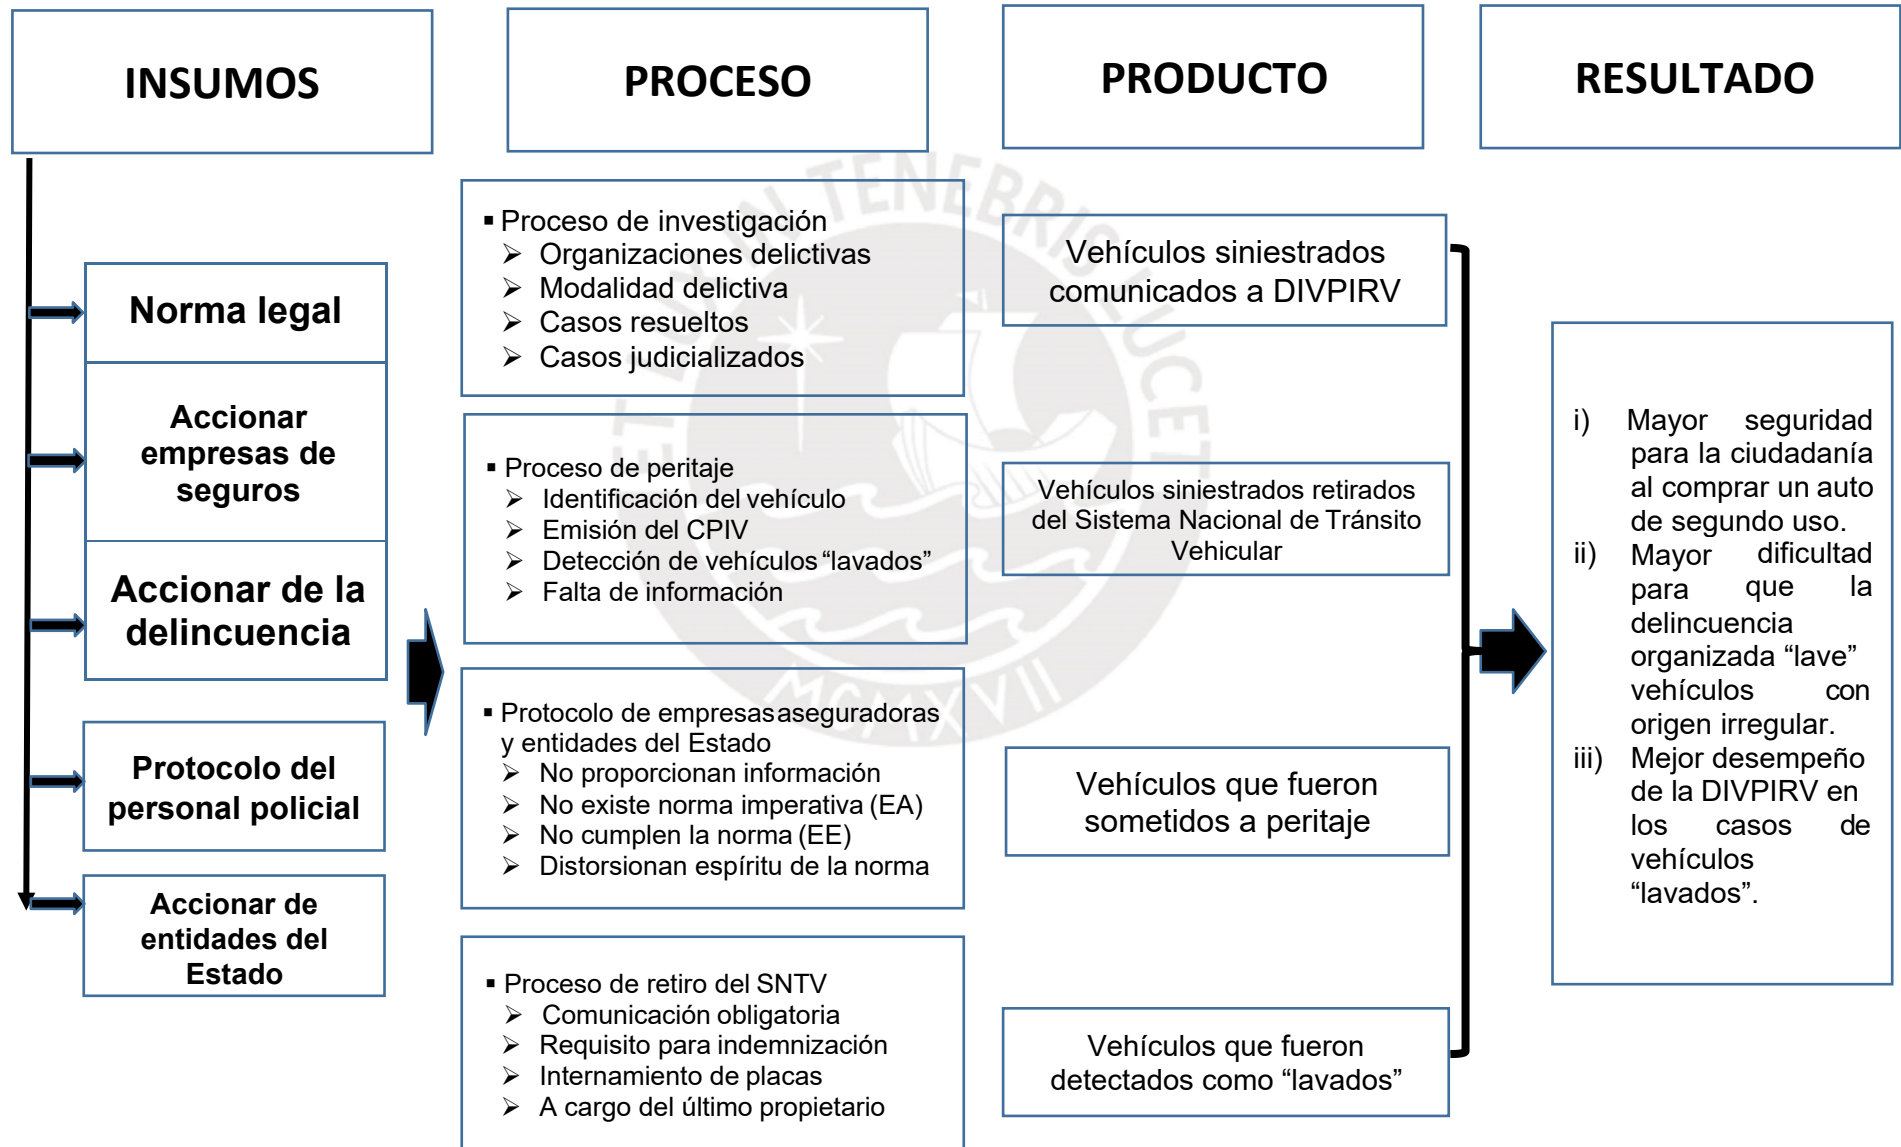 INSUMOS
PROCESO
PRODUCTO
RESULTADO
Norma legal
Accionar
empresas de
seguros
Accionar de la
delincuencia
Protocolo del
personal policial
Accionar de
entidades del
Estado
▪ Proceso de investigación
➢ Organizaciones delictivas
➢ Modalidad delictiva
➢ Casos resueltos
➢ Casos judicializados
▪ Proceso de peritaje
➢ Identificación del vehículo
➢ Emisión del CPIV
➢ Detección de vehículos “lavados”
➢ Falta de información
▪ Protocolo de empresas aseguradoras
y entidades del Estado
➢ No proporcionan información
➢ No existe norma imperativa (EA)
➢ No cumplen la norma (EE)
➢ Distorsionan espíritu de la norma
▪ Proceso de retiro del SNTV
➢ Comunicación obligatoria
➢ Requisito para indemnización
➢ Internamiento de placas
➢ A cargo del último propietario
Vehículos siniestrados
comunicados a DIVPIRV
Vehículos siniestrados retirados
del Sistema Nacional de Tránsito
Vehicular
Vehículos que fueron
sometidos a peritaje
Vehículos que fueron
detectados como “lavados”
i) Mayor seguridad
para la ciudadanía
al comprar un auto
de segundo uso.
ii) Mayor dificultad
para que la
delincuencia
organizada “lave”
vehículos con
origen irregular.
iii) Mejor desempeño
de la DIVPIRV en
los casos de
vehículos
“lavados”.
ET LUX IN TENEBRIS LUCET
MCMXVII